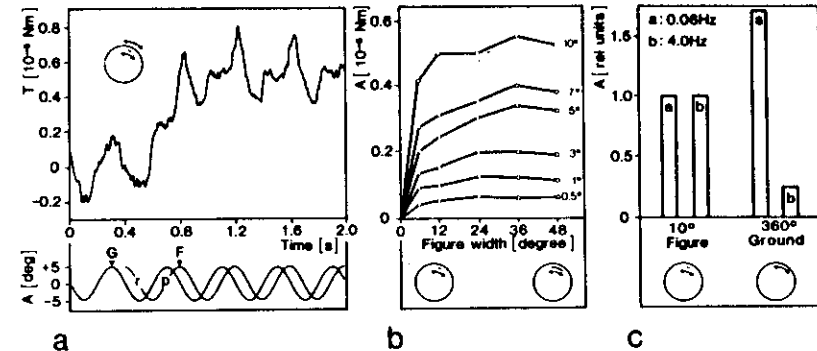 T [10⁻⁶ Nm]
0.8
0.6
0.4
0.2
0
-0.2
0
0.4
0.8
1.2
1.6
2.0
Time [s]
G
F
r
p
A [deg]
+5
0
-5
a
A [10⁻⁶ Nm]
0.6
0.4
0.2
0
10°
7°
5°
3°
1°
0.5°
0 12 24 36 48
Figure width [degree]
b
A [rel units]
a: 0.06Hz
b: 4.0Hz
1.5
1.0
0.5
0
a
b
a
b
10°
Figure
360°
Ground
c